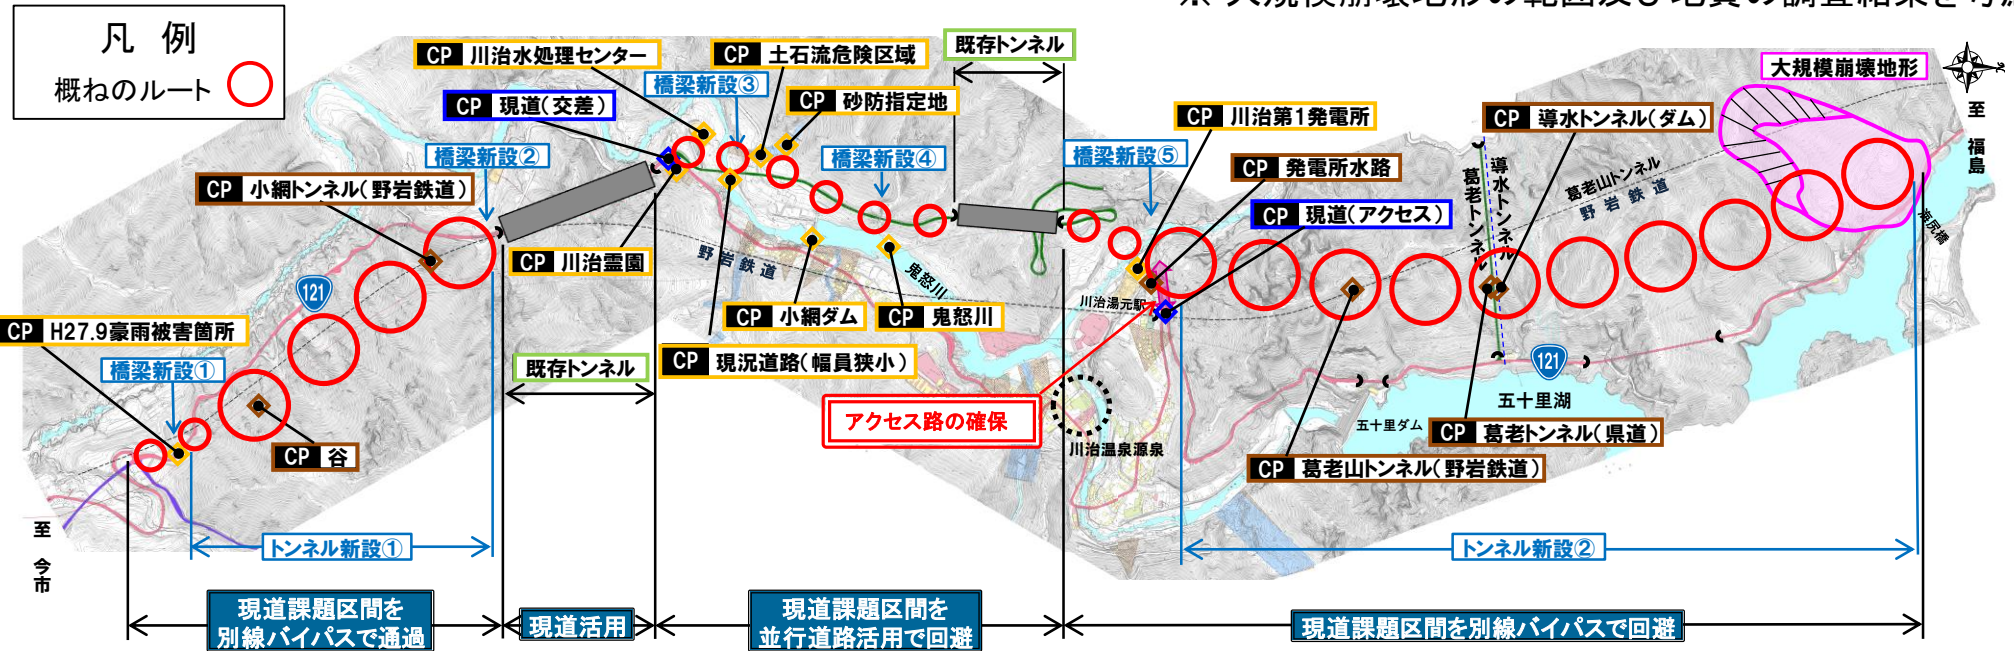 ※ 大規模崩壊地形の範囲及び地質の調査結果を考慮
凡 例
概ねのルート
CP 川治水処理センター
CP 土石流危険区域
既存トンネル
大規模崩壊地形
橋梁新設③
CP 現道(交差)
CP 砂防指定地
CP 川治第1発電所
CP 導水トンネル(ダム)
至 福島
橋梁新設②
橋梁新設④
橋梁新設⑤
CP 小網トンネル(野岩鉄道)
CP 発電所水路
葛老トンネル
導水トンネル
葛老山トンネル
野岩鉄道
CP 現道(アクセス)
海尻橋
CP 川治霊園
野岩鉄道
鬼怒川
121
川治湯元駅
CP H27.9豪雨被害箇所
CP 小網ダム
CP 鬼怒川
橋梁新設①
既存トンネル
CP 現況道路(幅員狭小)
121
アクセス路の確保
五十里湖
五十里ダム
CP 葛老トンネル(県道)
CP 谷
川治温泉源泉
CP 葛老山トンネル(野岩鉄道)
至 今市
トンネル新設①
トンネル新設②
現道課題区間を
別線バイパスで通過
現道活用
現道課題区間を
並行道路活用で回避
現道課題区間を別線バイパスで回避